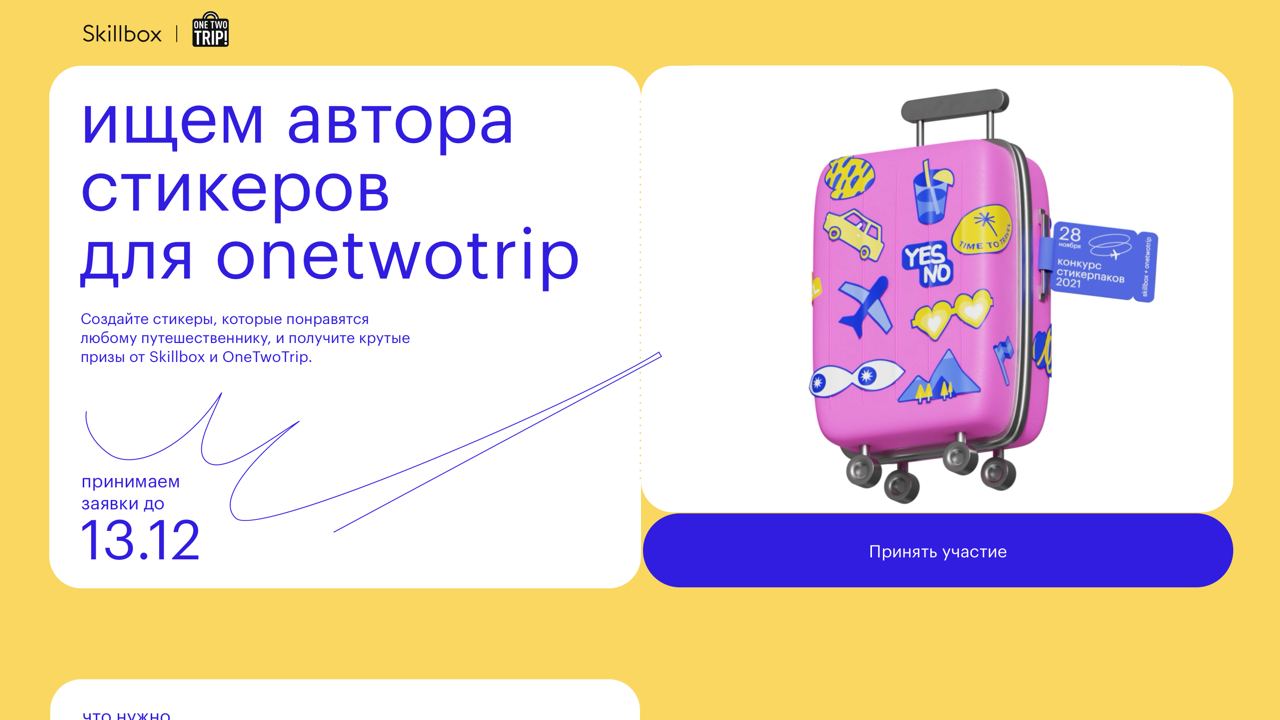 Skillbox | ONE TWO
TRIP!
ищем автора
стикеров
для onetwotrip
Создайте стикеры, которые понравятся
любому путешественнику, и получите крутые
призы от Skillbox и OneTwoTrip.
принимаем
заявки до
13.12
TIME TO TRAVEL
YES
NO
28
ноября
конкурс
стикерпаков
2021
skillbox + onetwotrip
Принять участие
что нужно